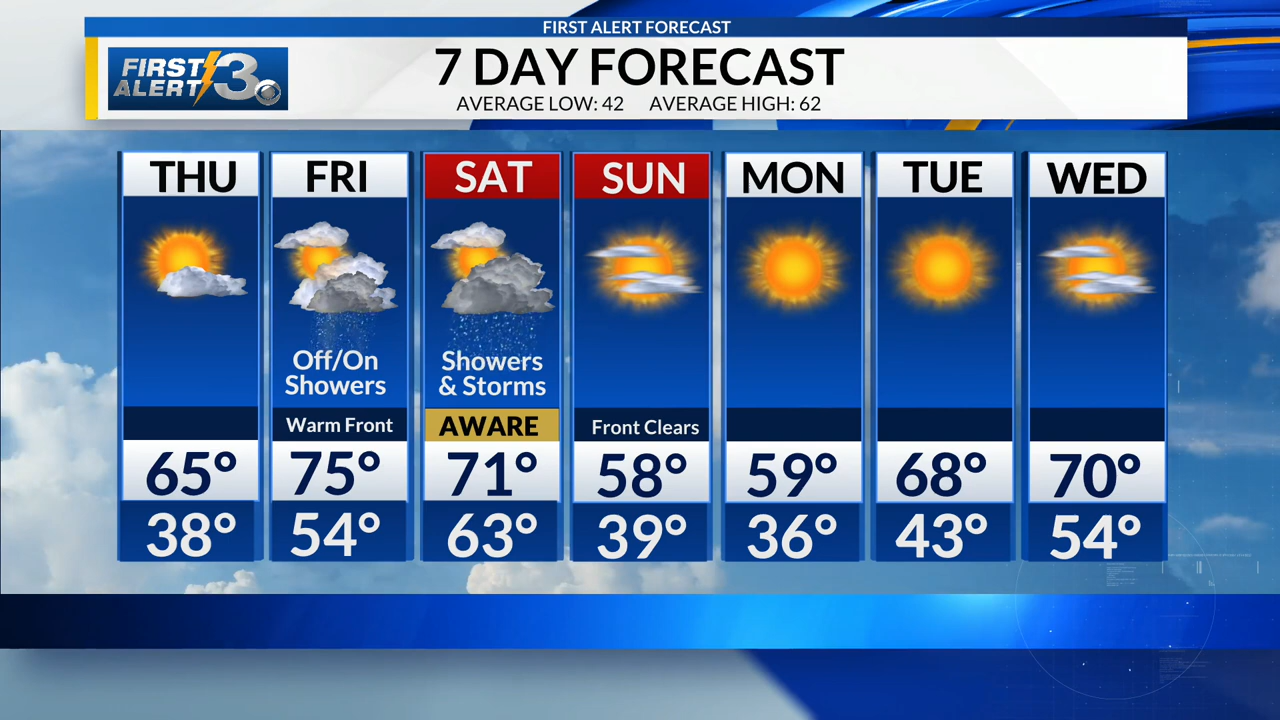 FIRST ALERT FORECAST
7 DAY FORECAST
AVERAGE LOW: 42 AVERAGE HIGH: 62
FIRST
ALERT
3
THU FRI SAT SUN MON TUE WED
Off/On
Showers
Showers
& Storms
Warm Front AWARE Front Clears
65° 75° 71° 58° 59° 68° 70°
38° 54° 63° 39° 36° 43° 54°